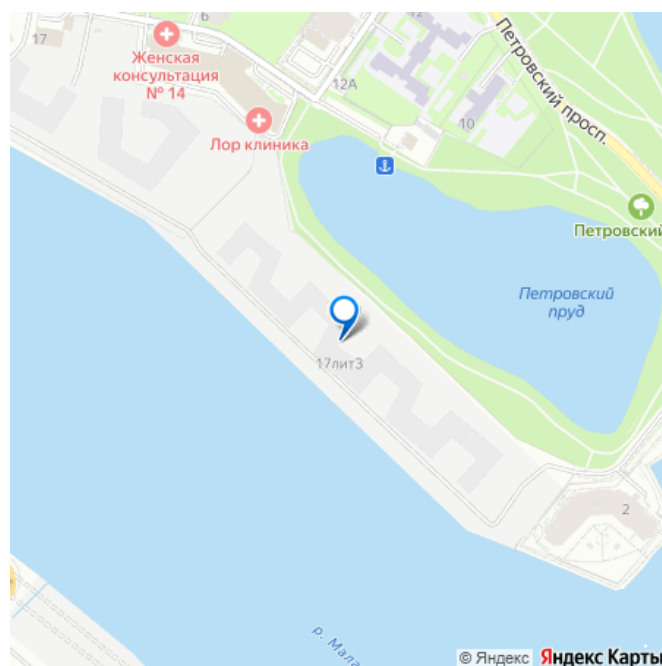 6
17
Женская
консультация
№ 14
12
12А
Петровский просп.
10
Лор клиника
Петровский
Петровский
пруд
17лит3
2
р. Мала
© Яндекс Яндекс Карты